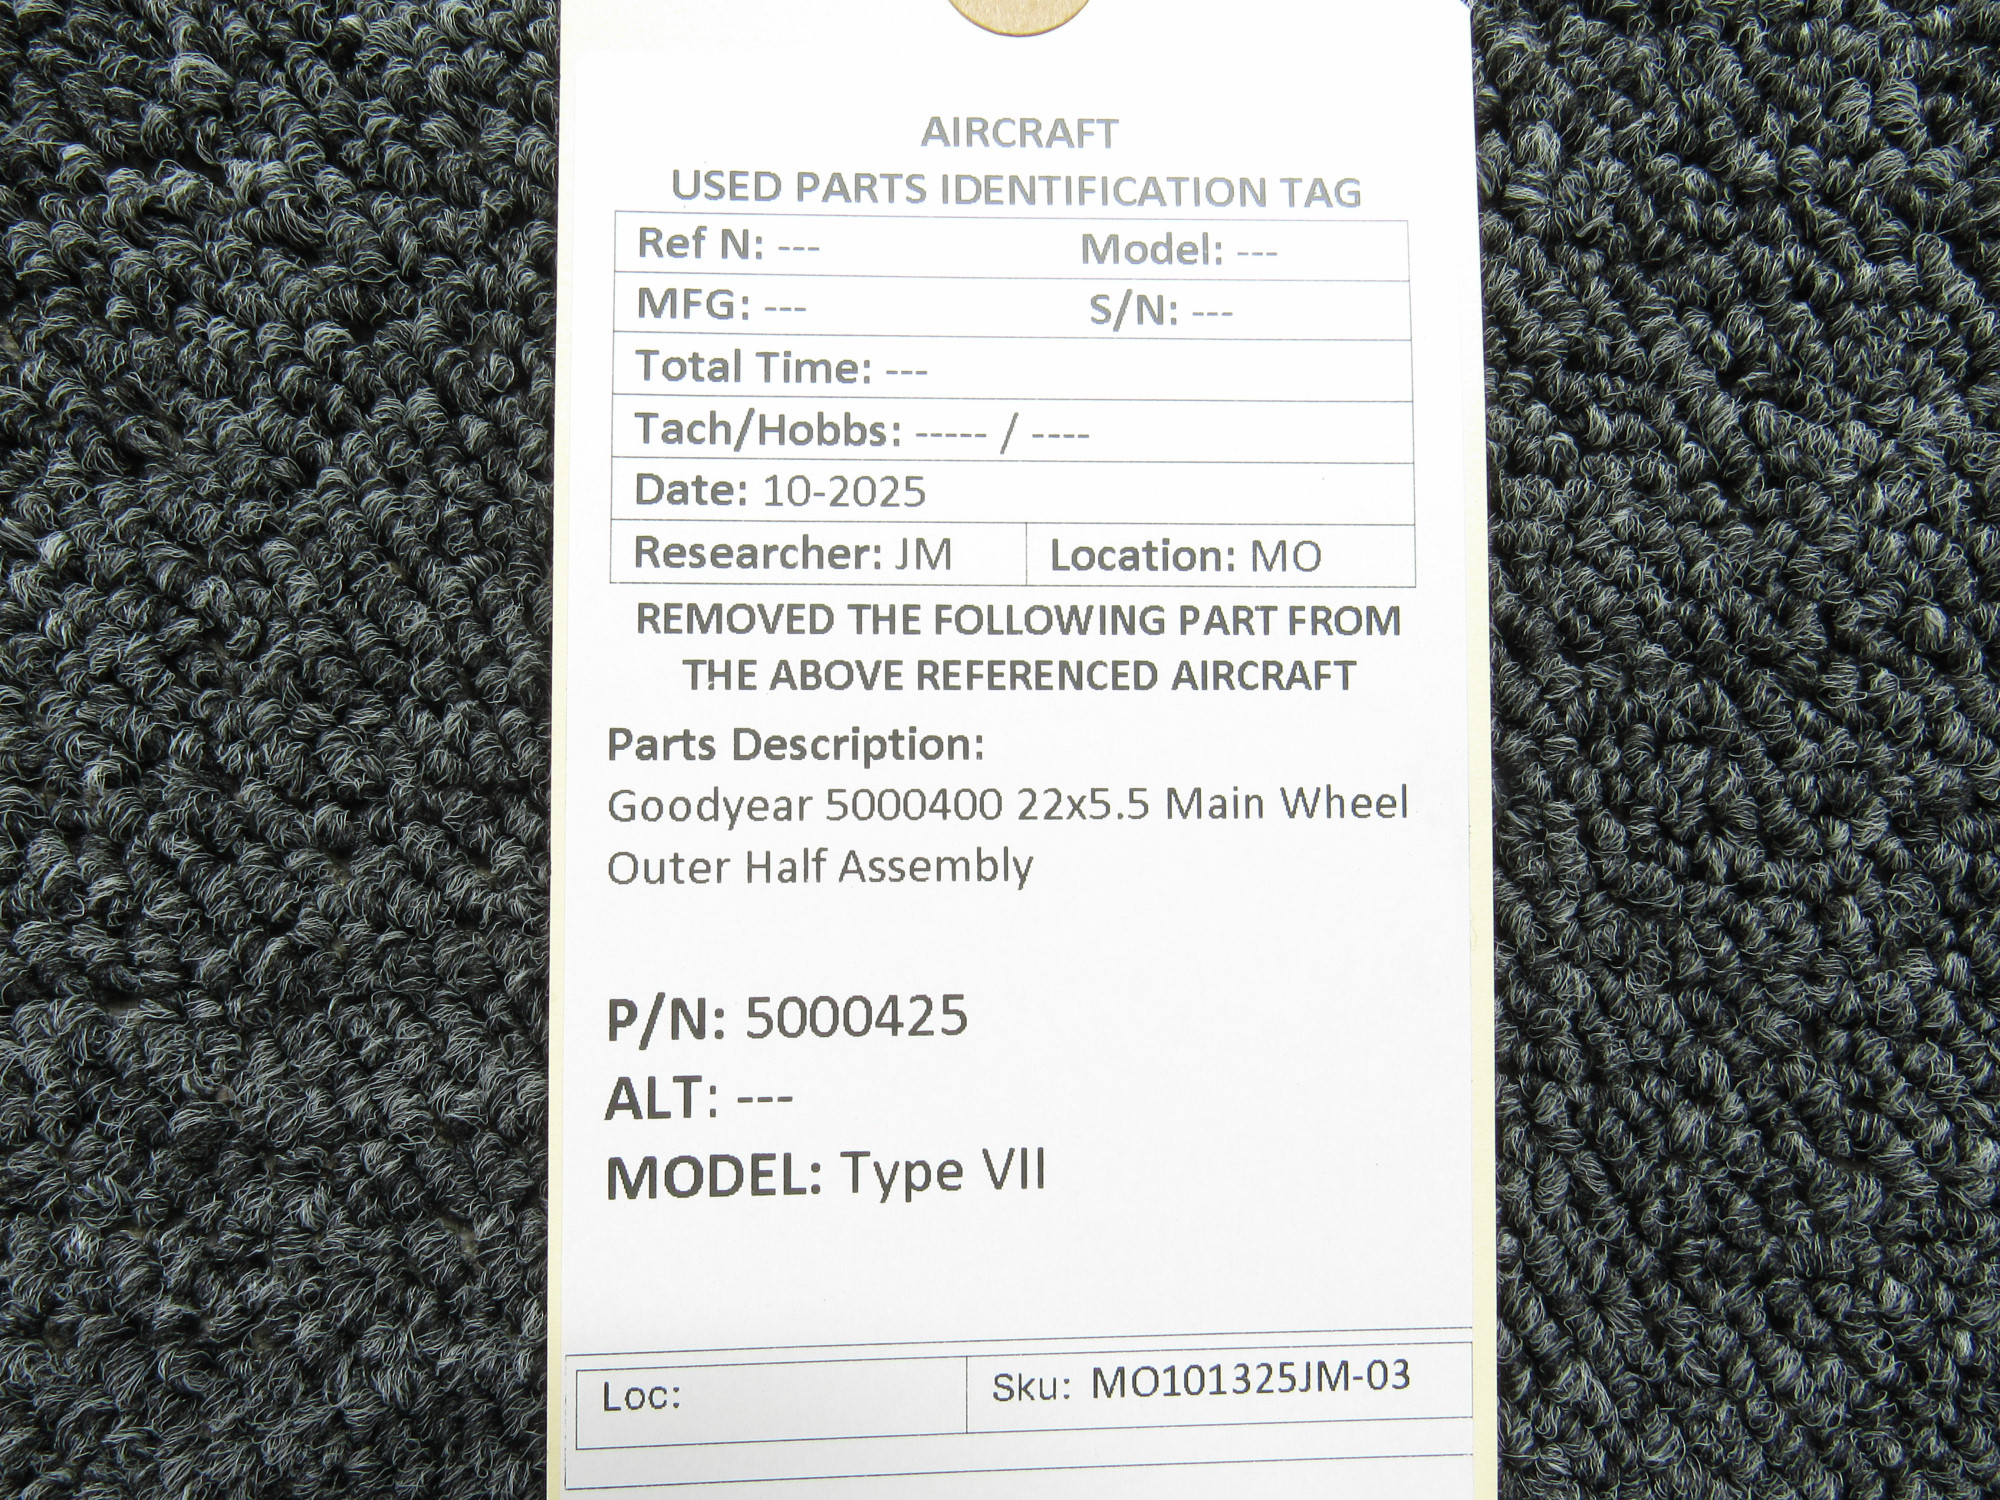 AIRCRAFT
USED PARTS IDENTIFICATION TAG
Ref N: --- Model: ---
MFG: --- S/N: ---
Total Time: ---
Tach/Hobbs: ----- / ----
Date: 10-2025
Researcher: JM Location: MO
REMOVED THE FOLLOWING PART FROM
THE ABOVE REFERENCED AIRCRAFT
Parts Description:
Goodyear 5000400 22x5.5 Main Wheel
Outer Half Assembly
P/N: 5000425
ALT: ---
MODEL: Type VII
Loc: Sku: MO101325JM-03